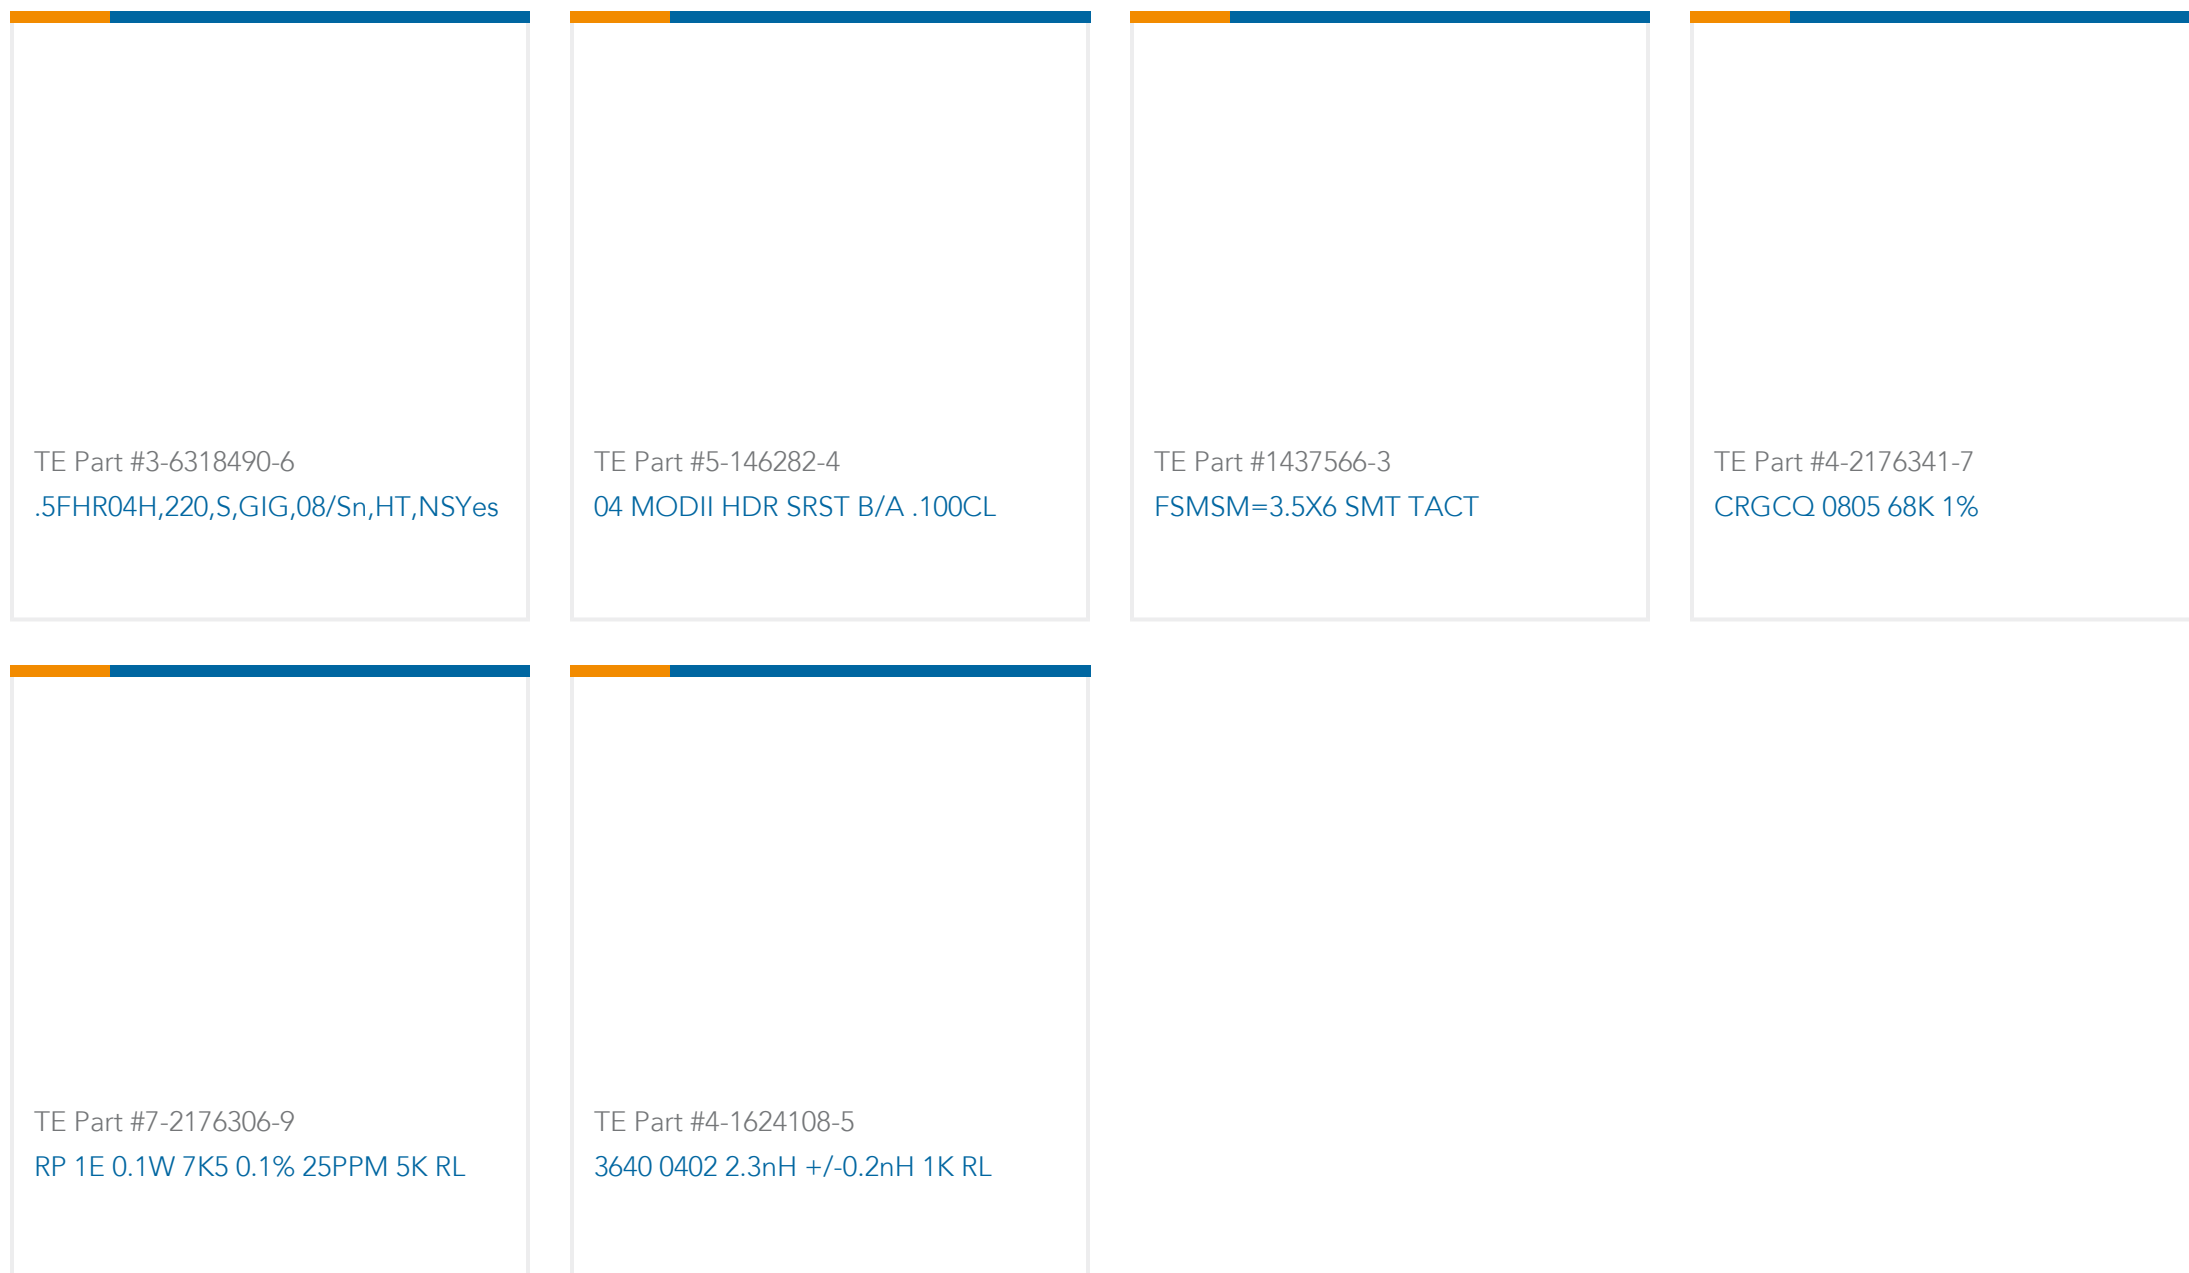 TE Part #3-6318490-6
.5FHR04H,220,S,GIG,08/Sn,HT,NSYes
TE Part #5-146282-4
04 MODII HDR SRST B/A .100CL
TE Part #1437566-3
FSMSM=3.5X6 SMT TACT
TE Part #4-2176341-7
CRGCQ 0805 68K 1%
TE Part #7-2176306-9
RP 1E 0.1W 7K5 0.1% 25PPM 5K RL
TE Part #4-1624108-5
3640 0402 2.3nH +/-0.2nH 1K RL